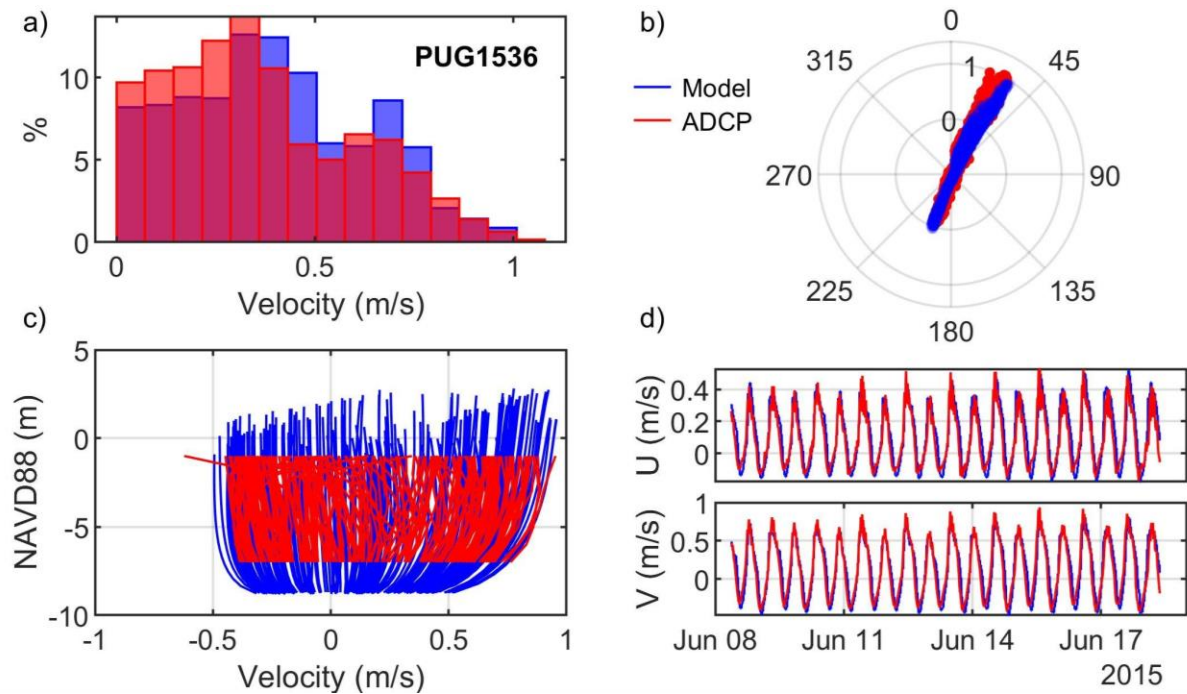 a)
PUG1536
10
5
0
%
0
0.5
1
Velocity (m/s)
b)
0
45
90
135
180
225
270
315
1
0
Model
ADCP
c)
5
0
-5
-10
NAVD88 (m)
-1
-0.5
0
0.5
1
Velocity (m/s)
d)
0.4
0.2
0
U (m/s)
1
0.5
0
V (m/s)
Jun 08
Jun 11
Jun 14
Jun 17
2015